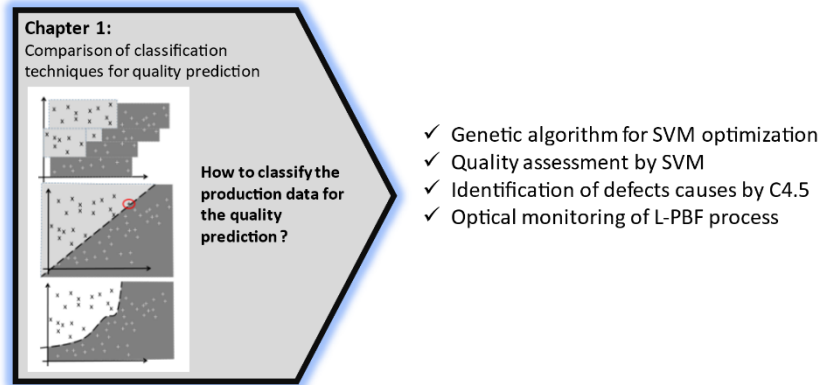 Chapter 1:
Comparison of classification
techniques for quality prediction
How to classify the
production data for
the quality
prediction ?
✓ Genetic algorithm for SVM optimization
✓ Quality assessment by SVM
✓ Identification of defects causes by C4.5
✓ Optical monitoring of L-PBF process